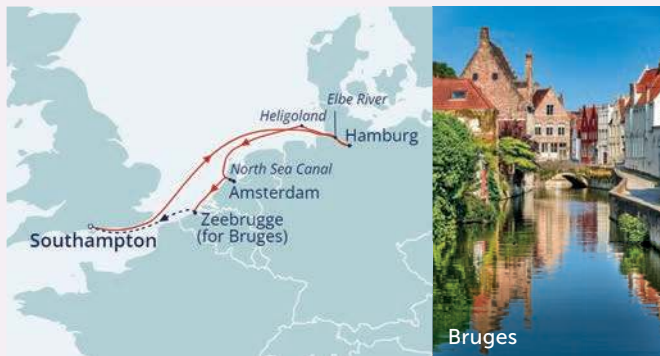 Elbe River
Heligoland
Hamburg
North Sea Canal
Amsterdam
Zeebrugge
(for Bruges)
Southampton
Bruges